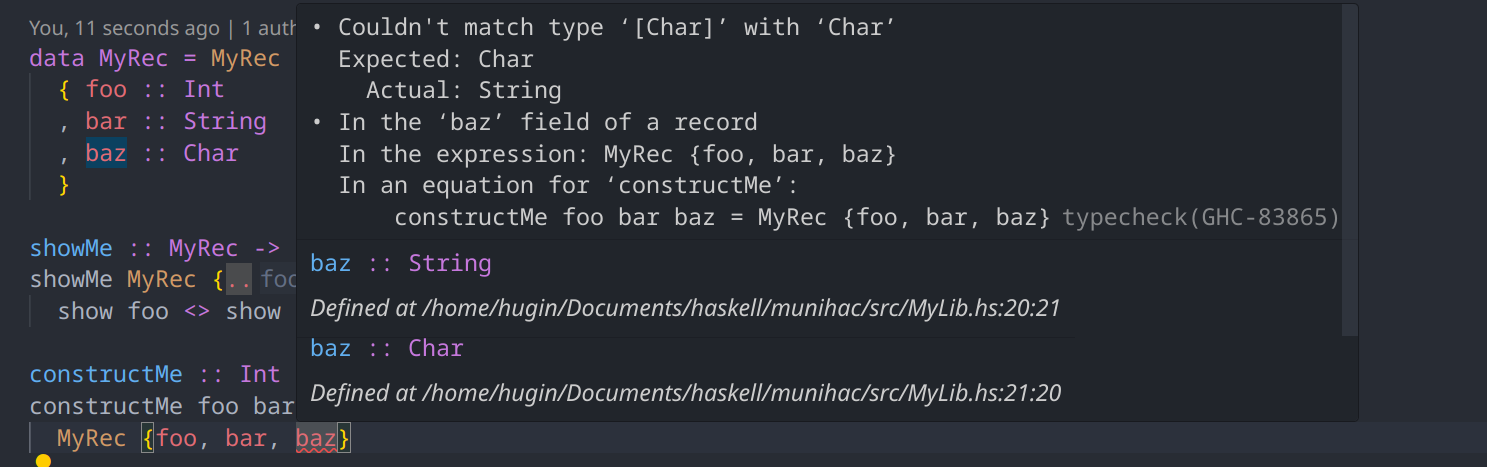 You, 11 seconds ago | 1 auth
data MyRec = MyRec
{ foo :: Int
, bar :: String
, baz :: Char
}
showMe :: MyRec ->
showMe MyRec {.. foo
show foo <> show
constructMe :: Int
constructMe foo bar
MyRec {foo, bar, baz}
• Couldn't match type ‘[Char]’ with ‘Char’
Expected: Char
Actual: String
• In the ‘baz’ field of a record
In the expression: MyRec {foo, bar, baz}
In an equation for ‘constructMe’:
constructMe foo bar baz = MyRec {foo, bar, baz} typecheck(GHC-83865)
baz :: String
Defined at /home/hugin/Documents/haskell/munihac/src/MyLib.hs:20:21
baz :: Char
Defined at /home/hugin/Documents/haskell/munihac/src/MyLib.hs:21:20